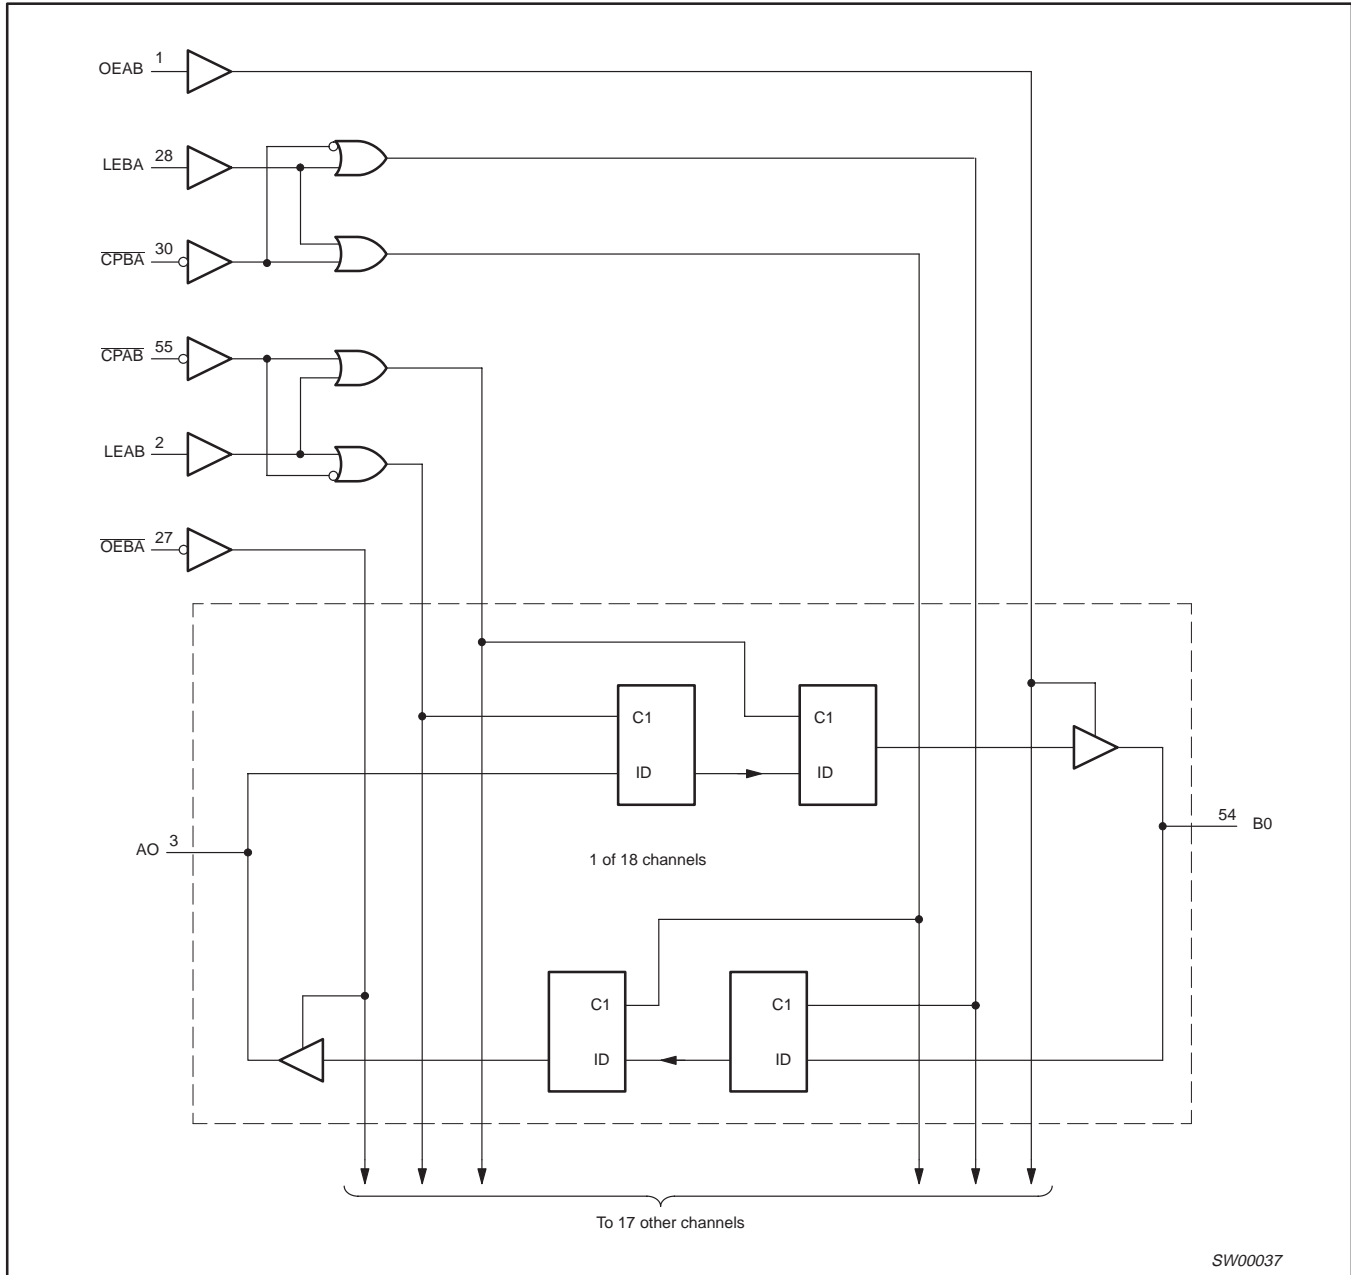 OEAB 1
LEBA 28
CPBA 30
CPAB 55
LEAB 2
OEBA 27
C1
ID
C1
ID
AO 3
54 B0
1 of 18 channels
C1
ID
C1
ID
To 17 other channels
SW00037